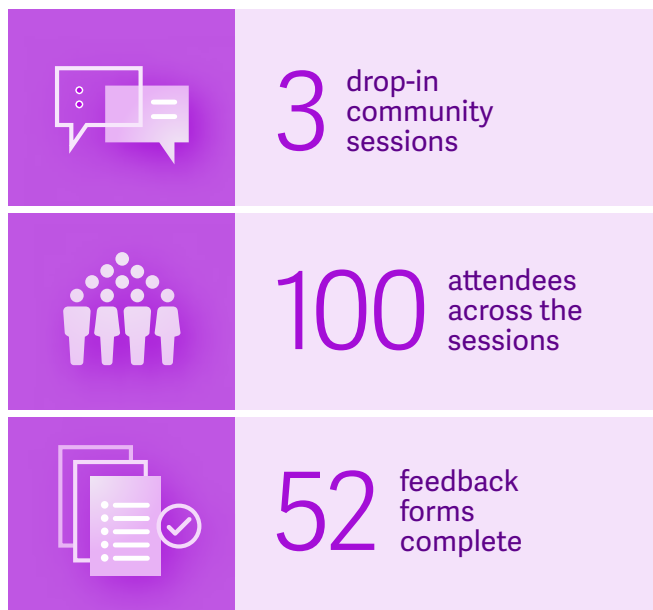 3 drop-in
community
sessions
100 attendees
across the
sessions
52 feedback
forms
complete